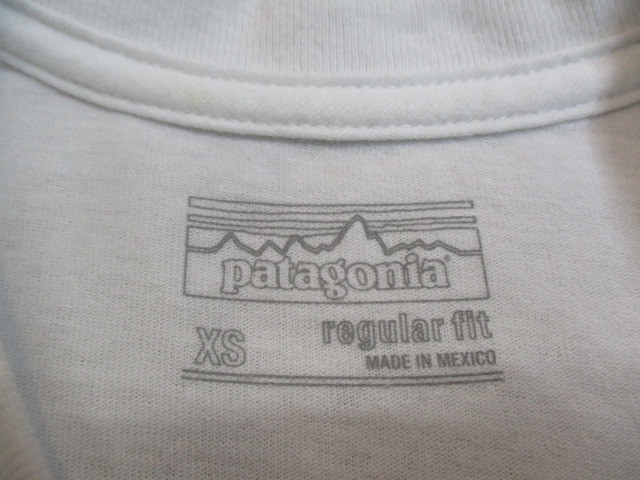 patagonia®
XS
regular fit
MADE IN MEXICO